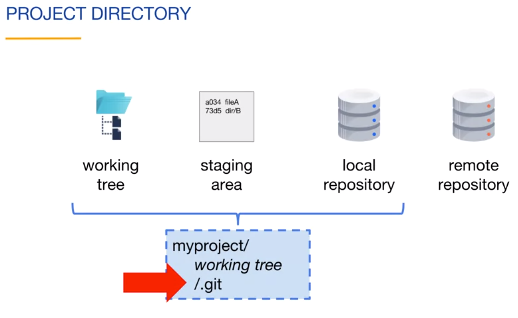 PROJECT DIRECTORY
a034 fileA
73d5 dir/B
working
tree
staging
area
local
repository
remote
repository
myproject/
working tree
/.git